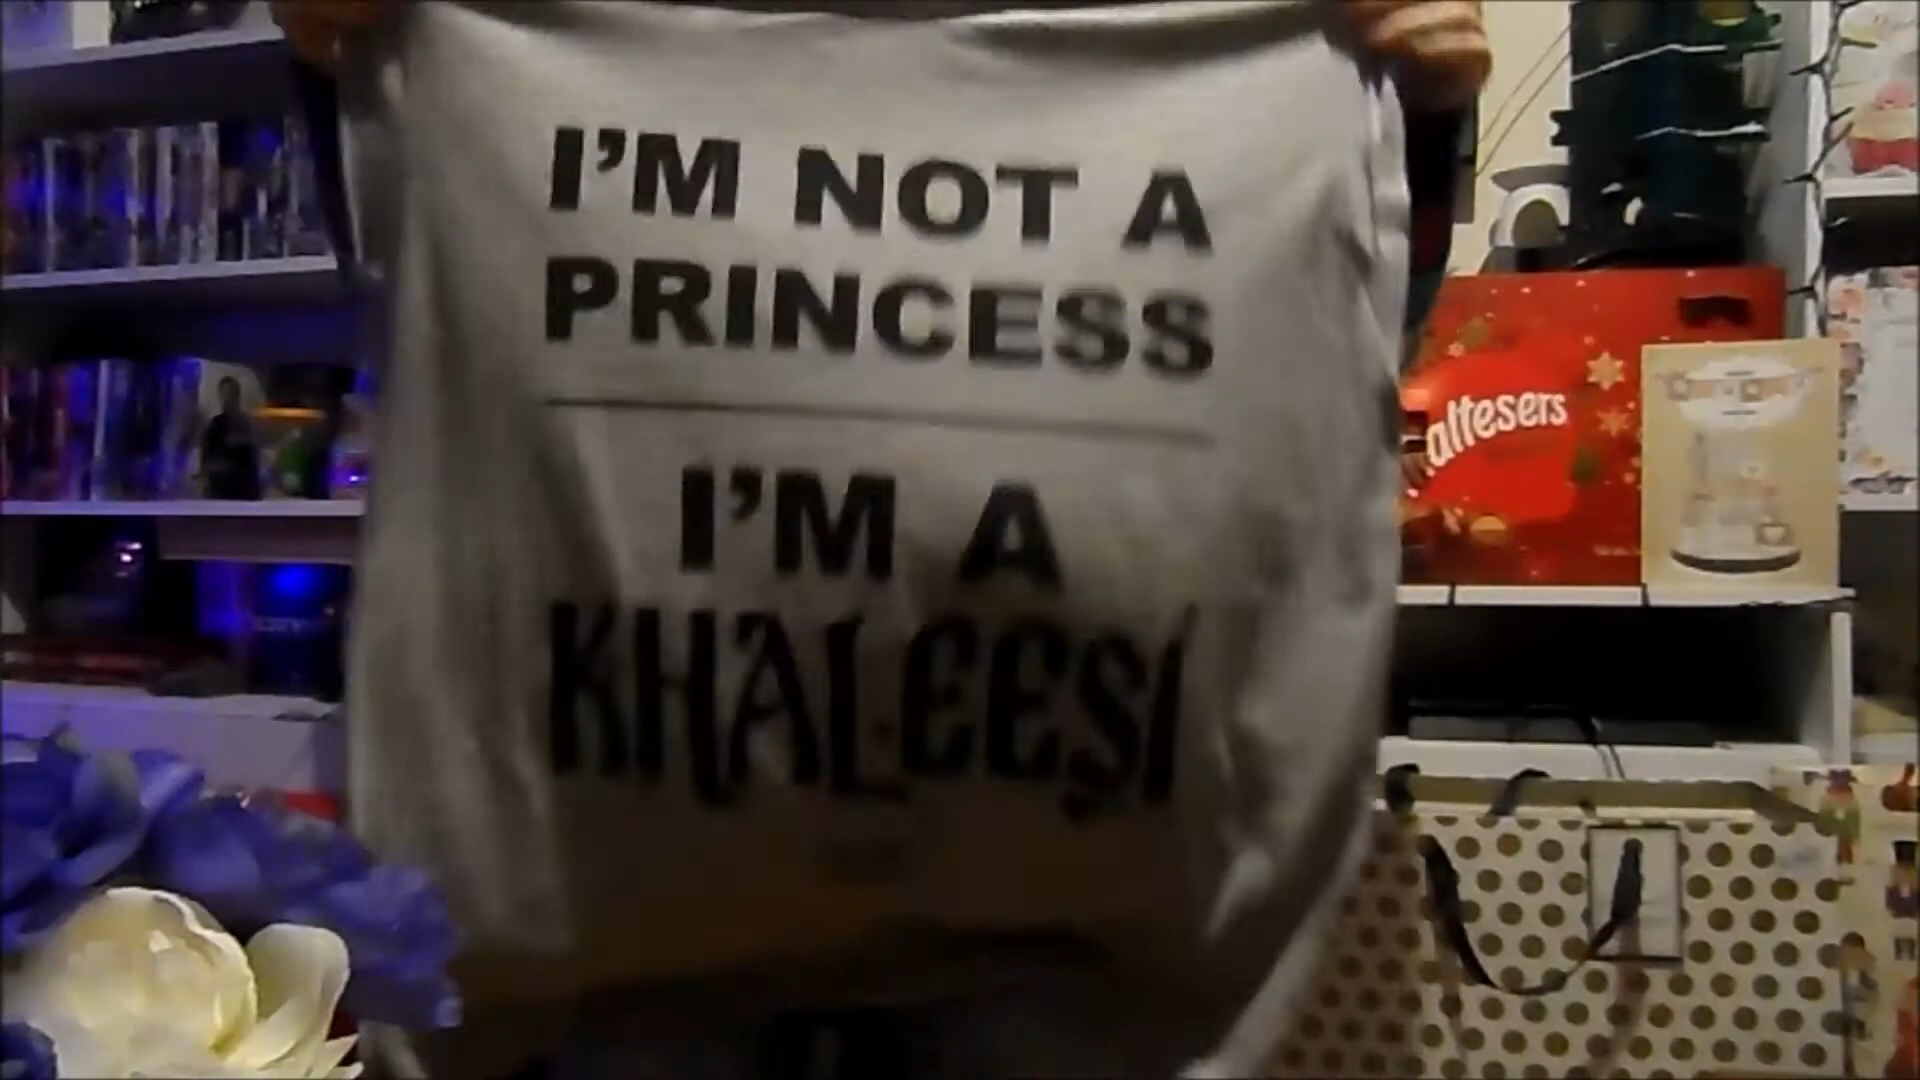 I'M NOT A
PRINCESS
I'M A
KHALEESI
altesers